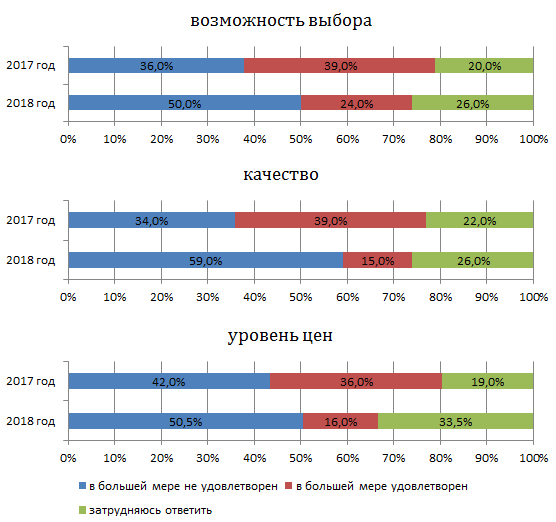 возможность выбора
2017 год 36,0% 39,0% 20,0%
2018 год 50,0% 24,0% 26,0%
0% 10% 20% 30% 40% 50% 60% 70% 80% 90% 100%
качество
2017 год 34,0% 39,0% 22,0%
2018 год 59,0% 15,0% 26,0%
0% 10% 20% 30% 40% 50% 60% 70% 80% 90% 100%
уровень цен
2017 год 42,0% 36,0% 19,0%
2018 год 50,5% 16,0% 33,5%
0% 10% 20% 30% 40% 50% 60% 70% 80% 90% 100%
в большей мере не удовлетворен в большей мере удовлетворен
затрудняюсь ответить